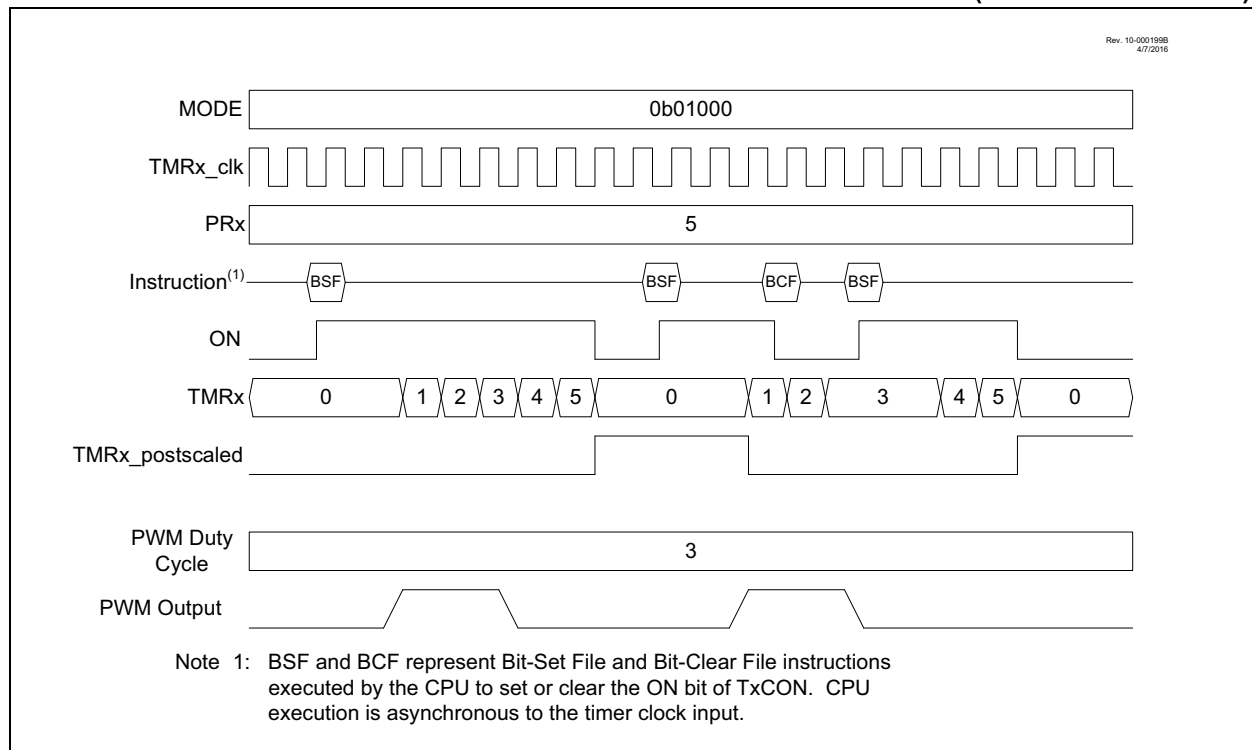 Rev. 10-000199B
4/7/2016
MODE 0b01000
TMRx_clk
PRx 5
Instruction(1) BSF BSF BCF BSF
ON
TMRx 0 1 2 3 4 5 0 1 2 3 4 5 0
TMRx_postscaled
PWM Duty
Cycle 3
PWM Output
Note 1: BSF and BCF represent Bit-Set File and Bit-Clear File instructions
executed by the CPU to set or clear the ON bit of TxCON. CPU
execution is asynchronous to the timer clock input.